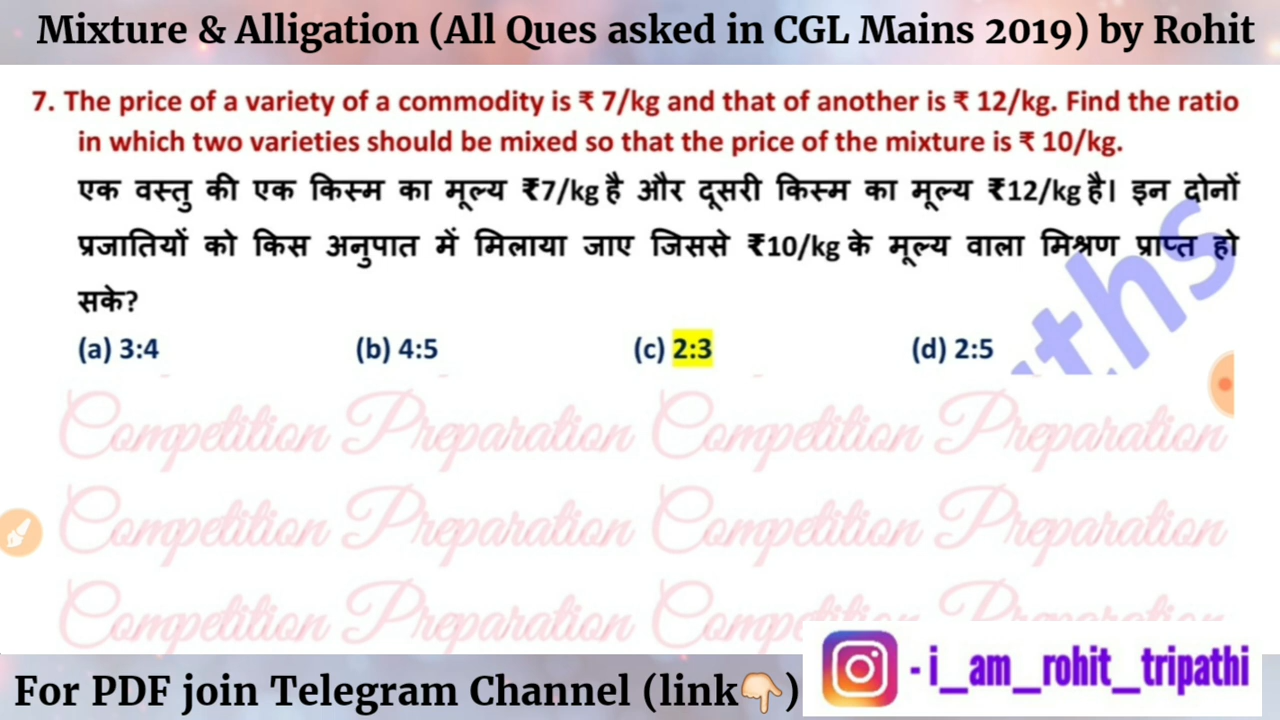 Mixture & Alligation (All Ques asked in CGL Mains 2019) by Rohit
7. The price of a variety of a commodity is ₹ 7/kg and that of another is ₹ 12/kg. Find the ratio
in which two varieties should be mixed so that the price of the mixture is ₹ 10/kg.
एक वस्तु की एक किस्म का मूल्य ₹7/kg है और दूसरी किस्म का मूल्य ₹12/kg है। इन दोनों
प्रजातियों को किस अनुपात में मिलाया जाए जिससे ₹10/kg के मूल्य वाला मिश्रण प्राप्त हो
सके?
(a) 3:4 (b) 4:5 (c) 2:3 (d) 2:5
Competition Preparation Competition Preparation
Competition Preparation Competition Preparation
Competition Preparation Competition Preparation
For PDF join Telegram Channel (link👇) - i_am_rohit_tripathi